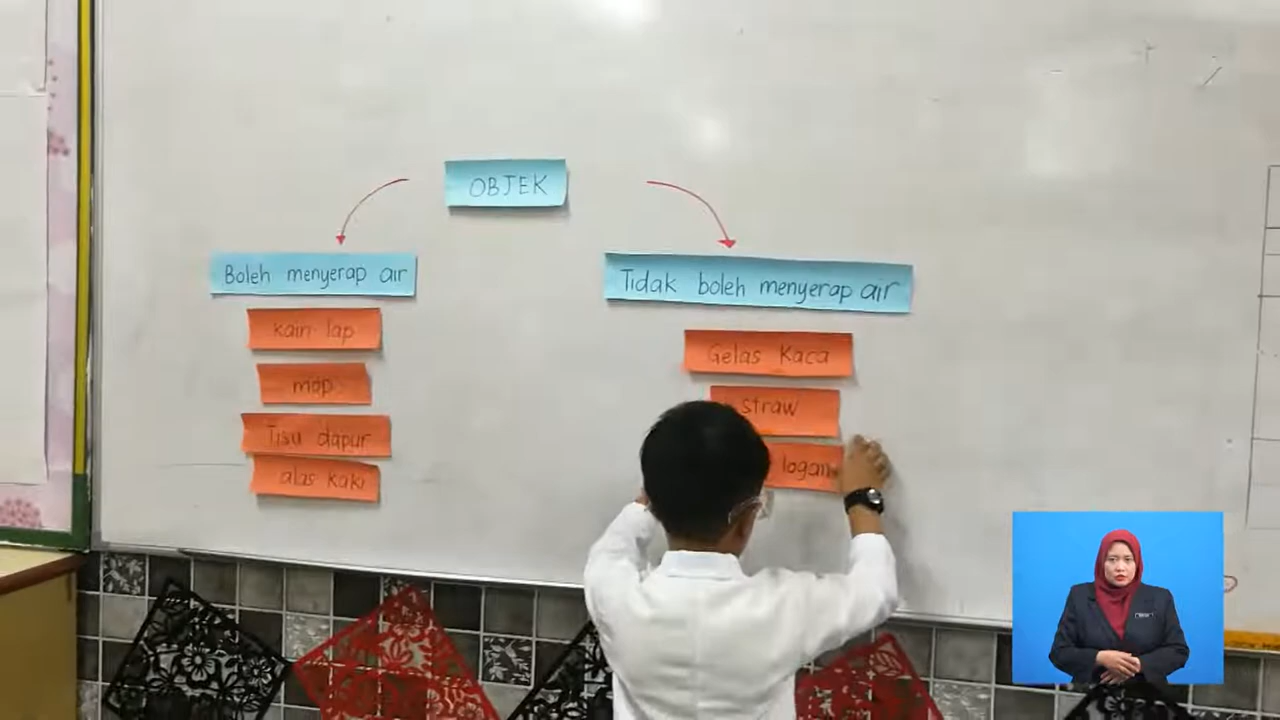 OBJEK
Boleh menyerap air
Tidak boleh menyerap air
kain lap
mop
Tisu dapur
alas kaki
Gelas Kaca
straw
logam